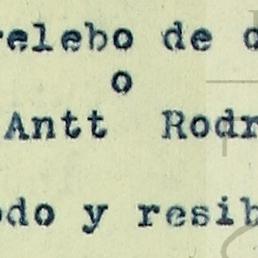 relebo de
o
Antt Rodr
odo y resib